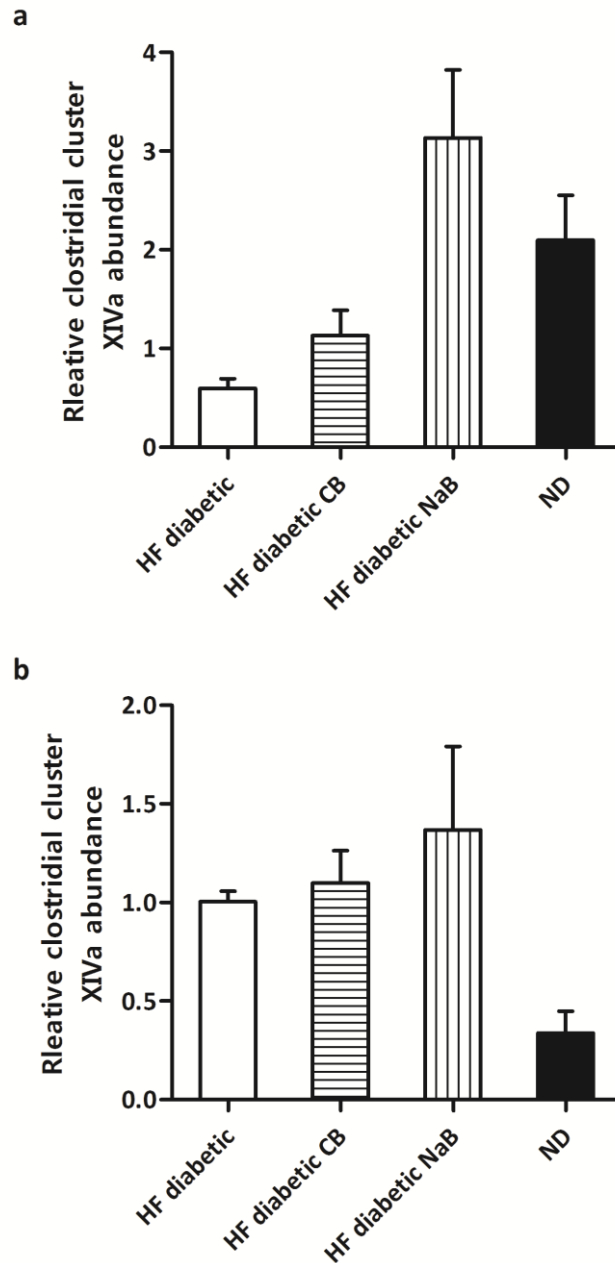 a
Rleative clostridial cluster
XIVa abundance
4
3
2
1
0
HF diabetic
HF diabetic CB
HF diabetic NaB
ND
b
Rleative clostridial cluster
XIVa abundance
2.0
1.5
1.0
0.5
0.0
HF diabetic
HF diabetic CB
HF diabetic NaB
ND